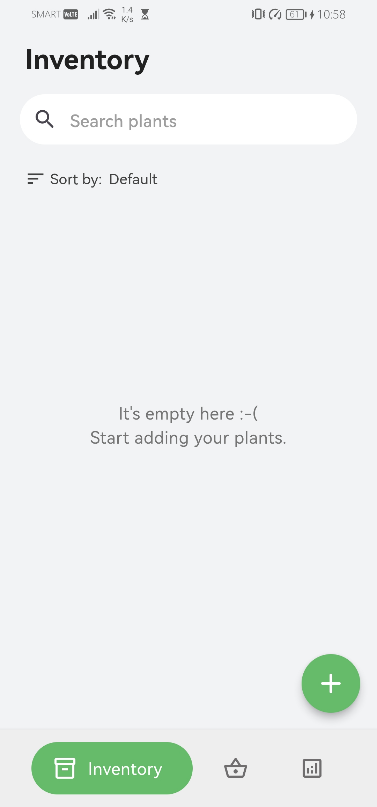 SMART VoLTE 1.4 K/s 61 10:58
Inventory
Search plants
Sort by: Default
It's empty here :-(
Start adding your plants.
Inventory